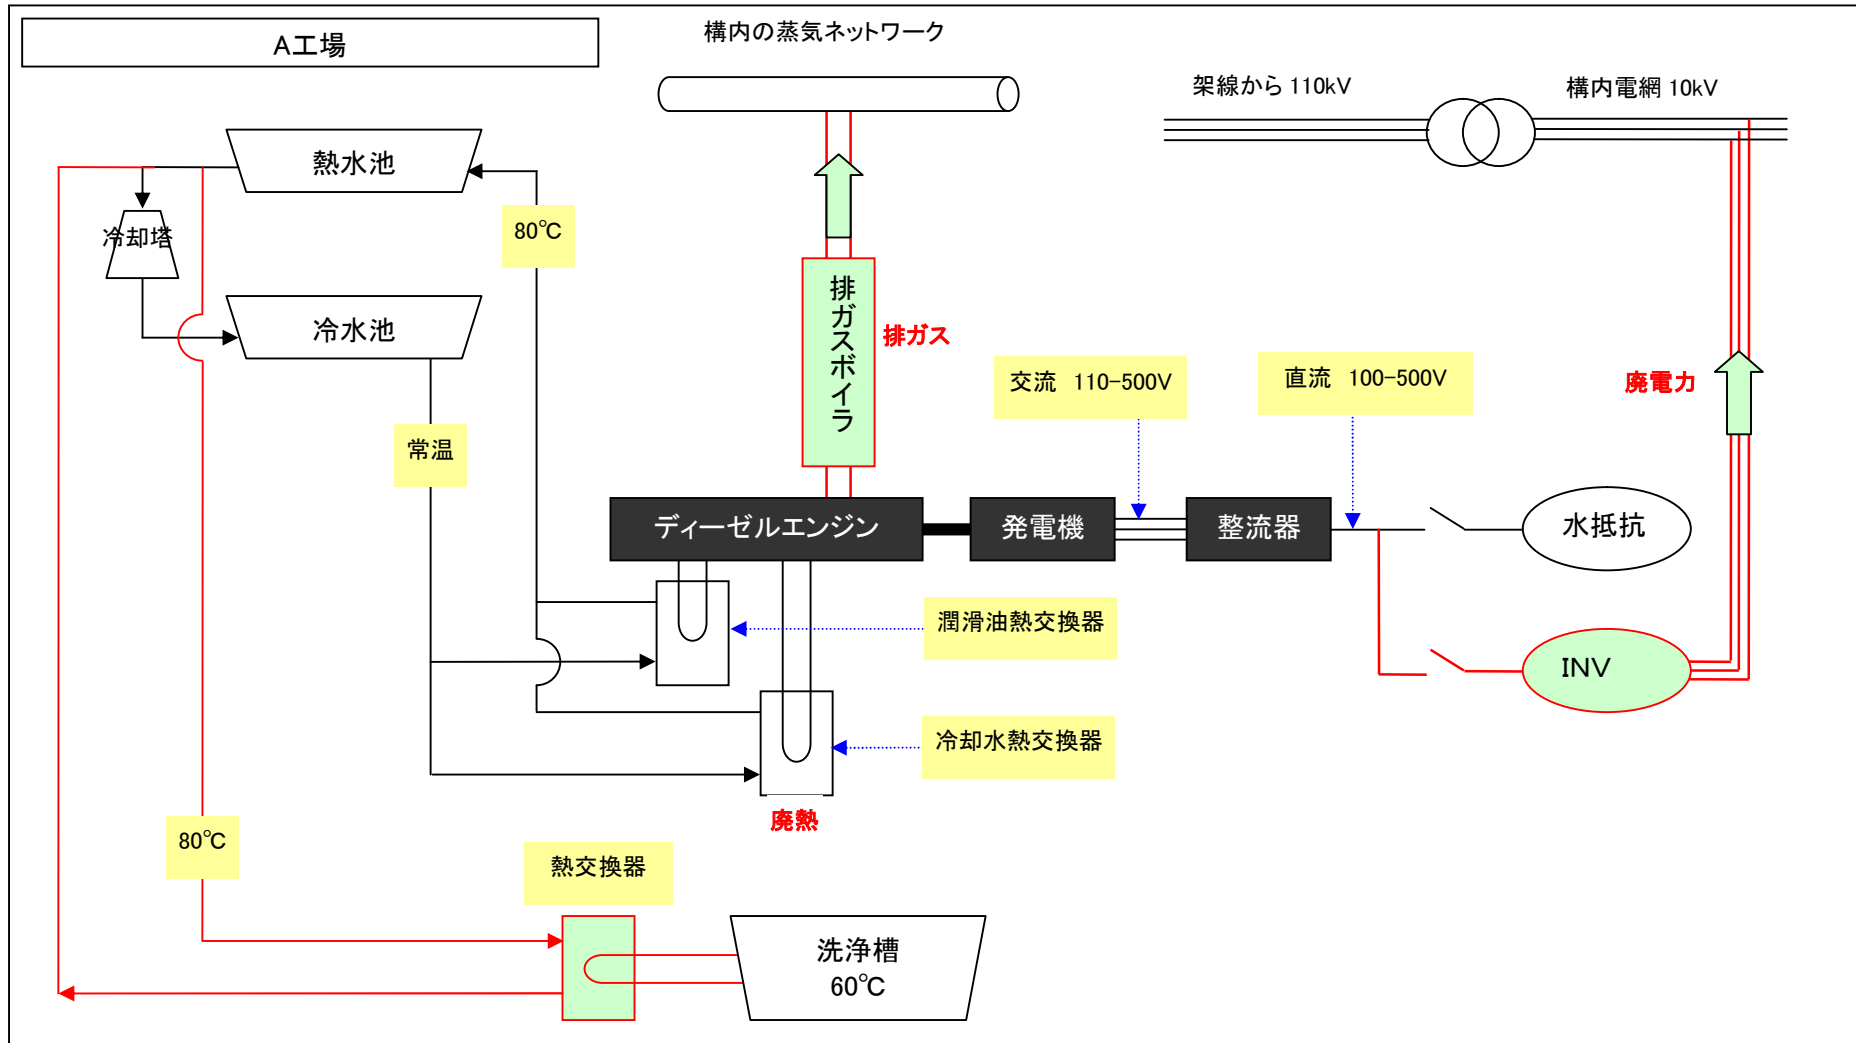 A工場
構内の蒸気ネットワーク
架線から 110kV
構内電網 10kV
熱水池
冷却塔
80℃
冷水池
排ガスボイラ
排ガス
交流 110-500V
直流 100-500V
廃電力
常温
ディーゼルエンジン
発電機
整流器
水抵抗
潤滑油熱交換器
INV
冷却水熱交換器
廃熱
80℃
熱交換器
洗浄槽
60℃